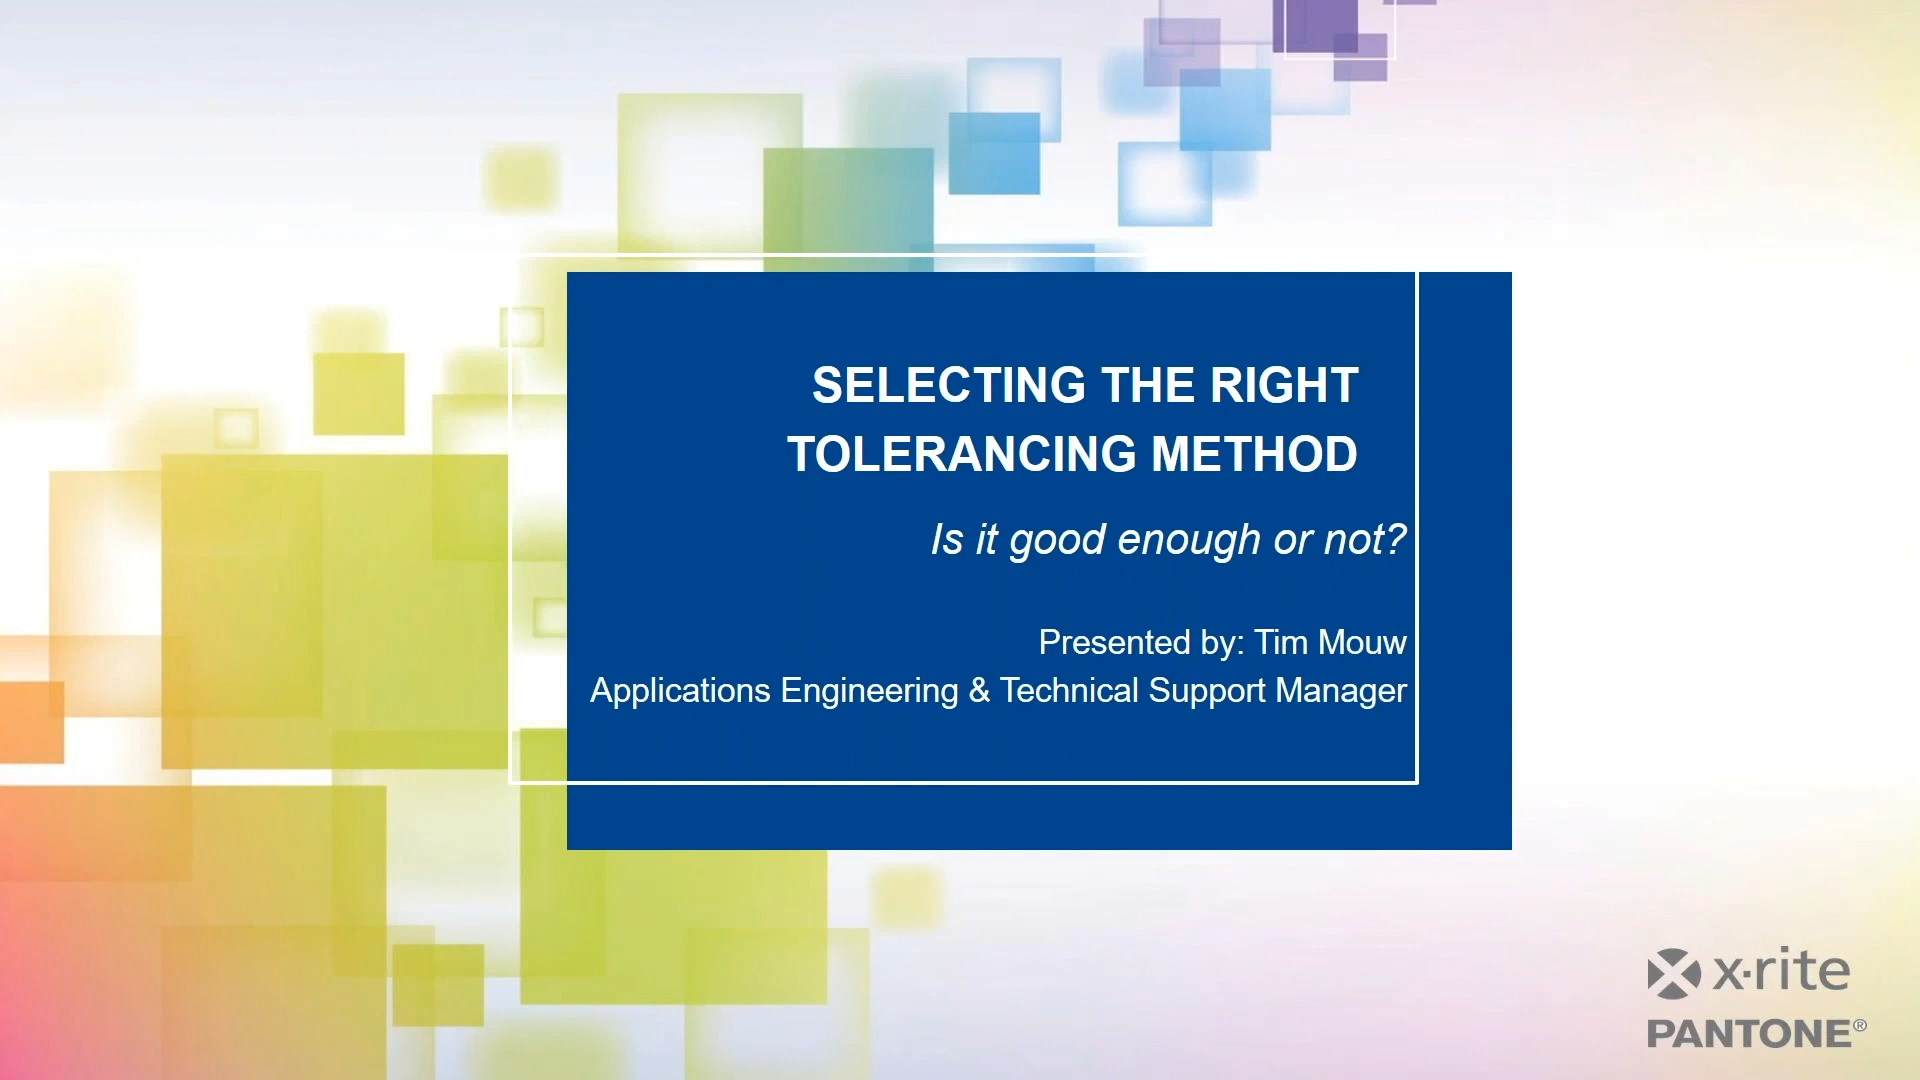 SELECTING THE RIGHT
TOLERANCING METHOD
Is it good enough or not?
Presented by: Tim Mouw
Applications Engineering & Technical Support Manager
x·rite
PANTONE®